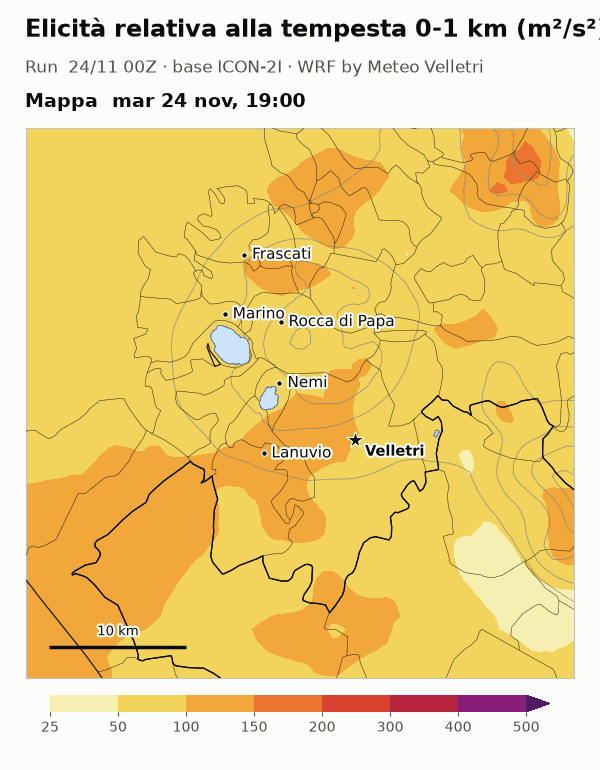 Elicità relativa alla tempesta 0-1 km (m²/s²)
Run 24/11 00Z · base ICON-2I · WRF by Meteo Velletri
Mappa mar 24 nov, 19:00
Frascati
Marino
Rocca di Papa
Nemi
Velletri
Lanuvio
10 km
25 50 100 150 200 300 400 500